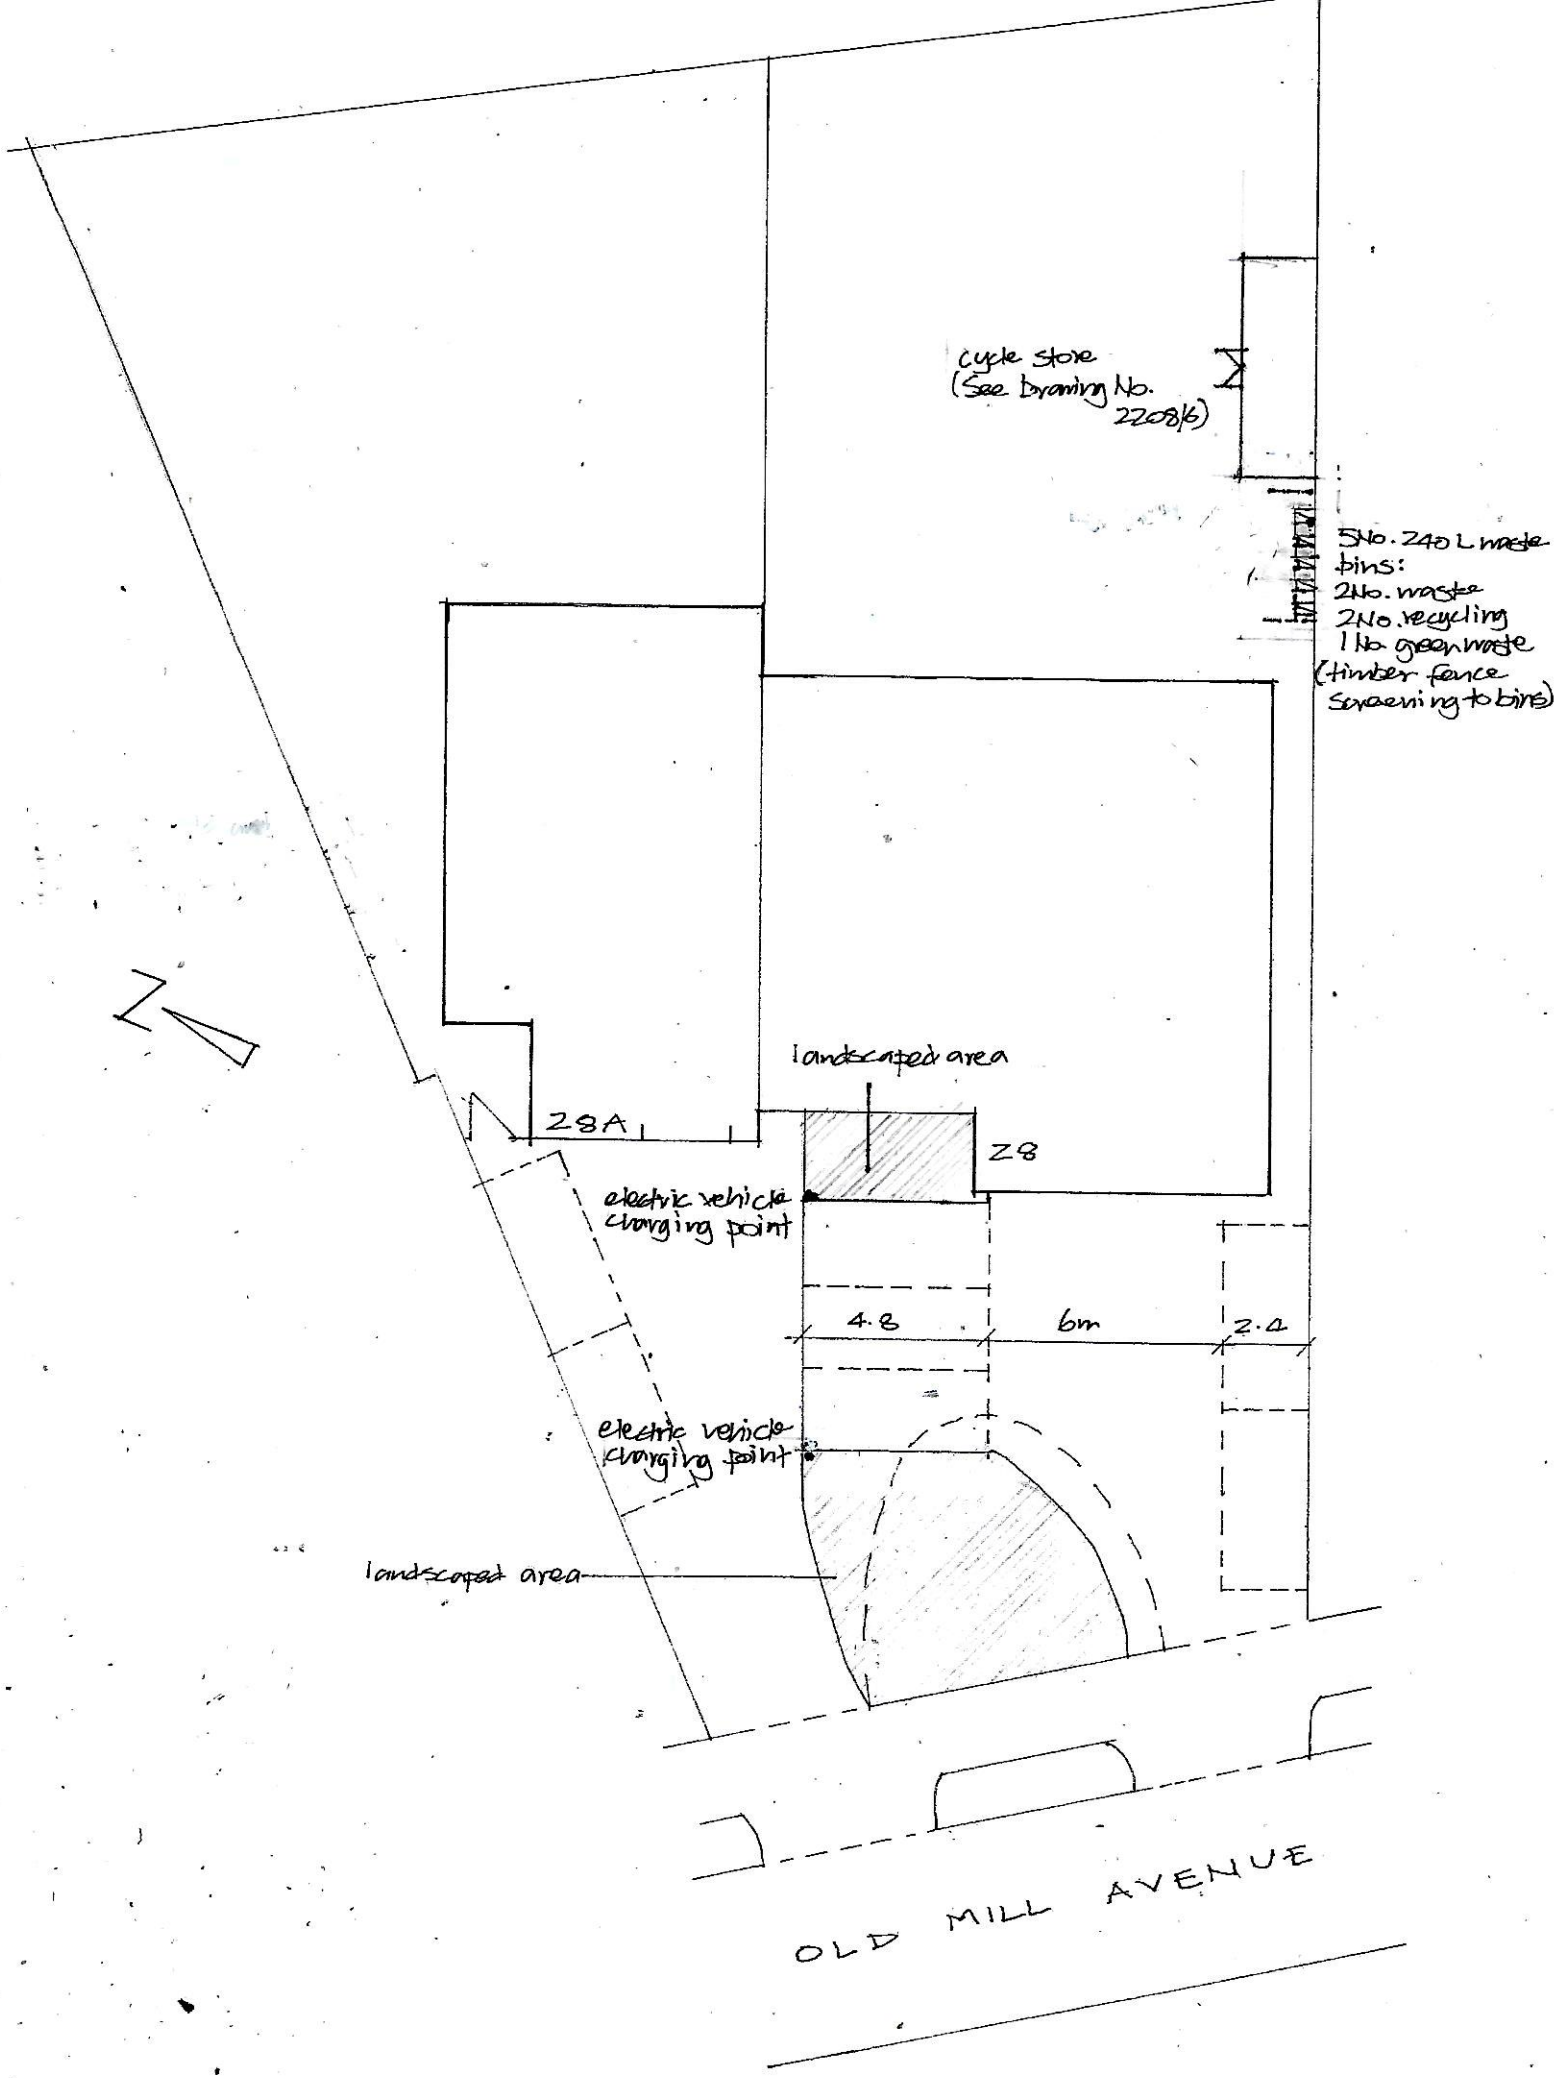 cycle store
(See Drawing No.
2208/6)
5No. 240 L waste
bins:
2No. waste
2No. recycling
1No greenwaste
(timber fence
screening to bins)
N
landscaped area
28A
28
electric vehicle
charging point
4.8
6m
2.4
electric vehicle
charging point
landscaped area
OLD MILL AVENUE